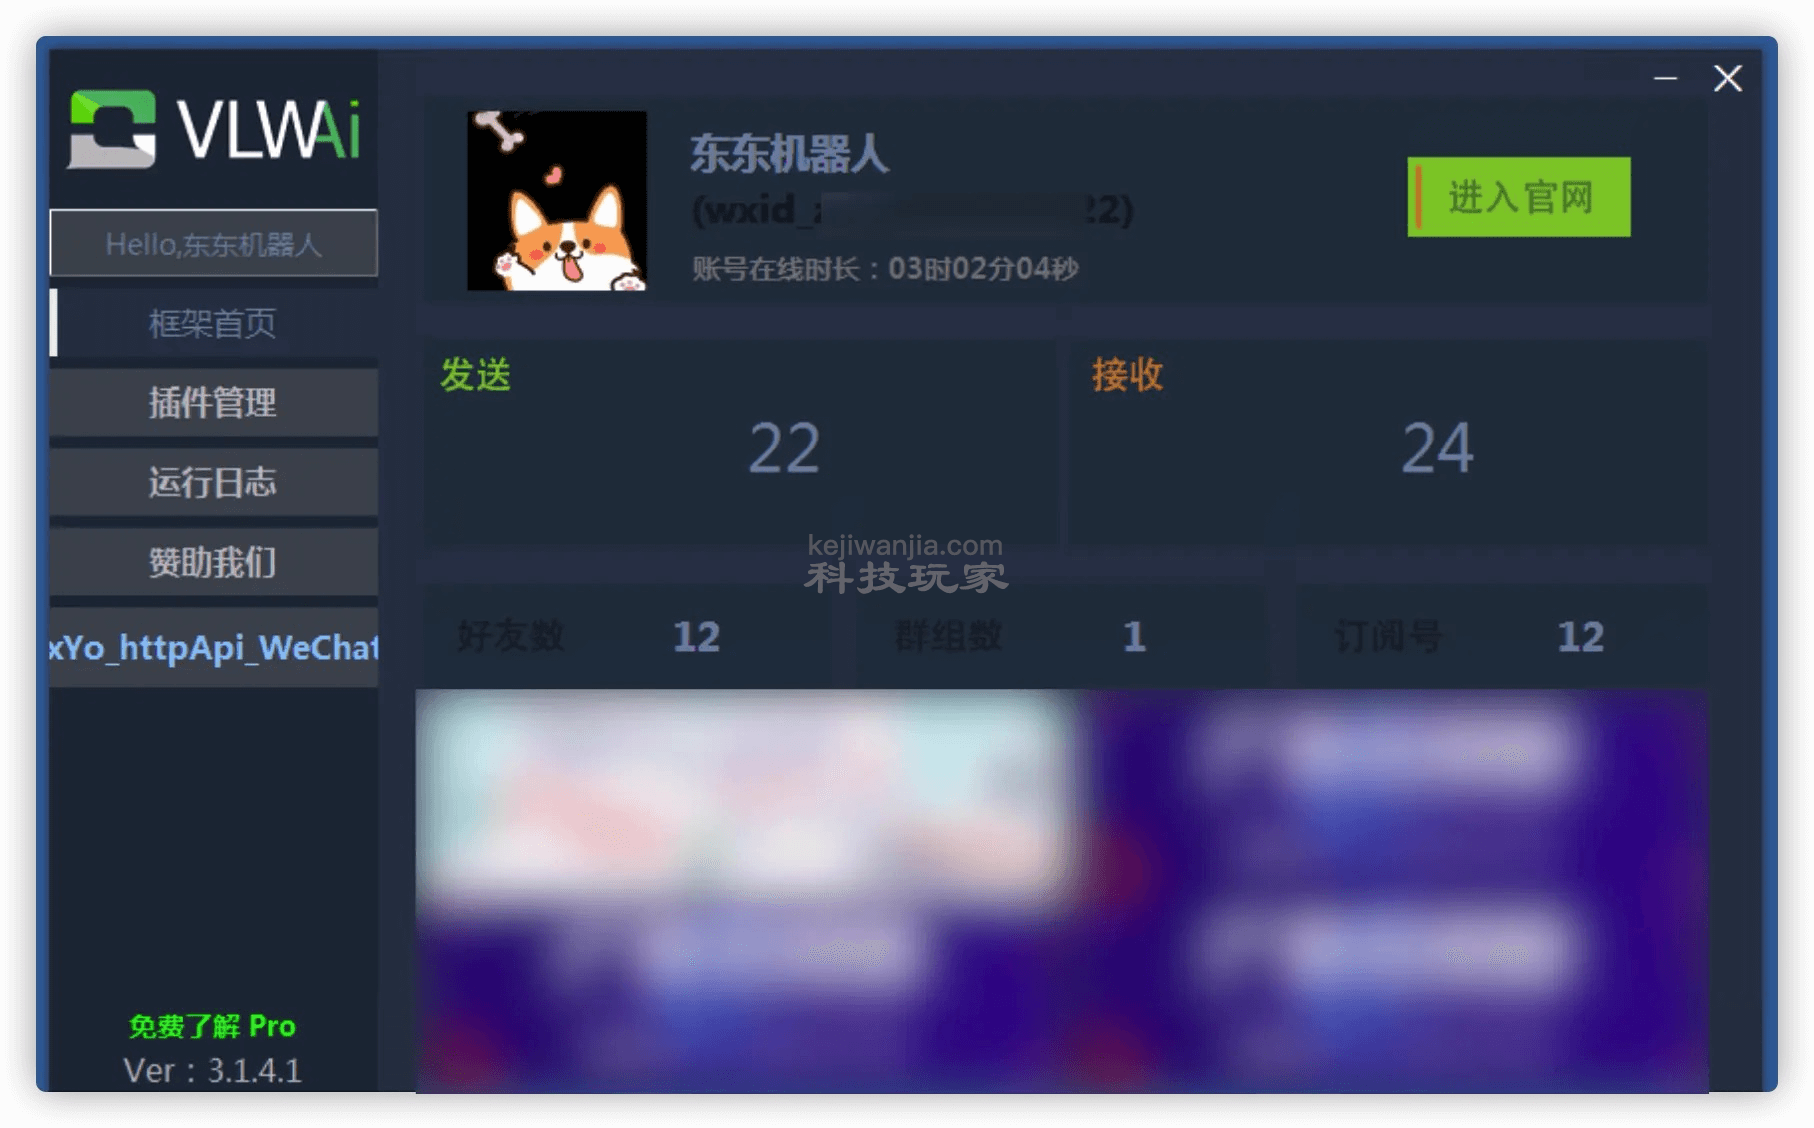 VLWAi
Hello,东东机器人
框架首页
插件管理
运行日志
赞助我们
xYo_httpApi_WeChat
免费了解 Pro
Ver : 3.1.4.1
东东机器人
(wxid_ 22)
账号在线时长：03时02分04秒
进入官网
发送
22
接收
24
kejiwanjia.com
科技玩家
好友数 12
群组数 1
订阅号 12